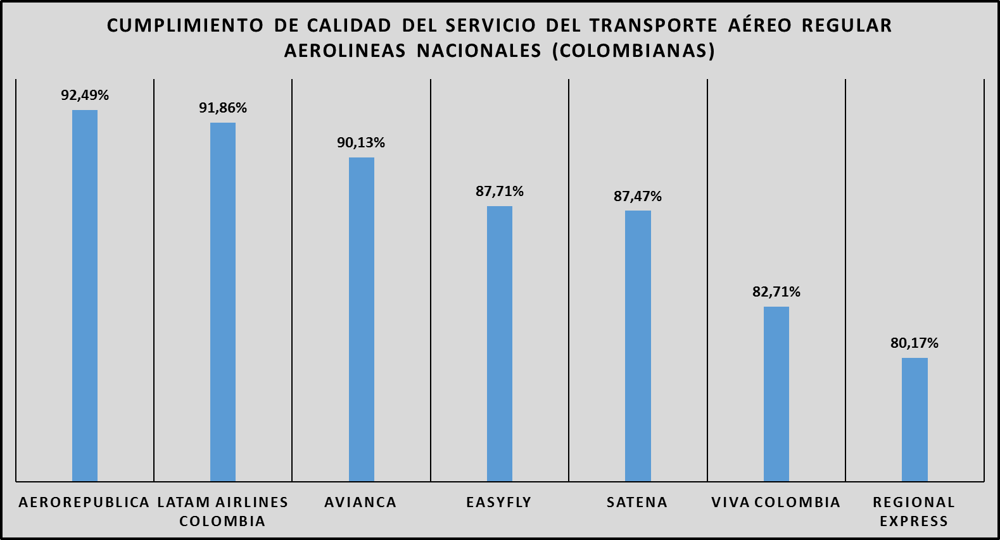 CUMPLIMIENTO DE CALIDAD DEL SERVICIO DEL TRANSPORTE AÉREO REGULAR
AEROLINEAS NACIONALES (COLOMBIANAS)
92,49%
91,86%
90,13%
87,71%
87,47%
82,71%
80,17%
AEROREPUBLICA
LATAM AIRLINES
COLOMBIA
AVIANCA
EASYFLY
SATENA
VIVA COLOMBIA
REGIONAL
EXPRESS